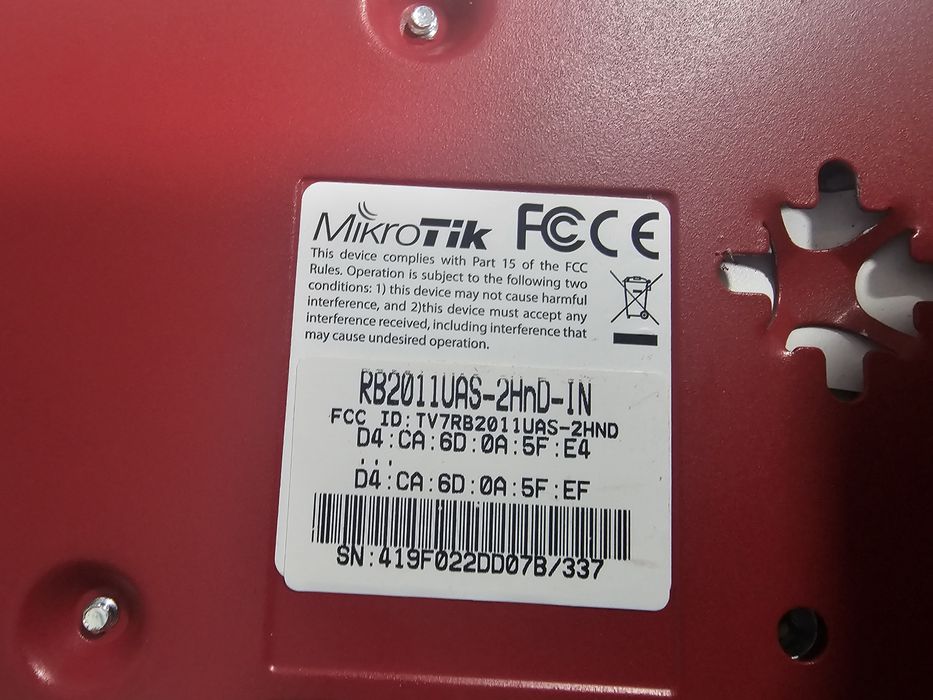 MikroTik FC CE
This device complies with Part 15 of the FCC
Rules. Operation is subject to the following two
conditions: 1) this device may not cause harmful
interference, and 2)this device must accept any
interference received, including interference that
may cause undesired operation.
RB2011UAS-2HnD-IN
FCC ID:TV7RB2011UAS-2HND
D4:CA:6D:0A:5F:E4
...
D4:CA:6D:0A:5F:EF
SN:419F022DD07B/337